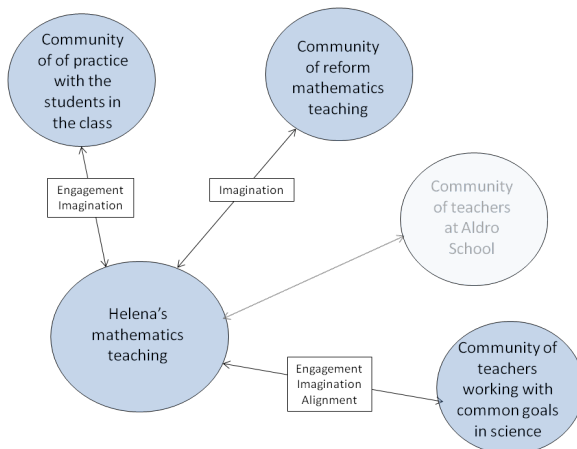 Community
of of practice
with the
students in
the class
Community
of reform
mathematics
teaching
Engagement
Imagination
Imagination
Community
of teachers
at Aldro
School
Helena's
mathematics
teaching
Engagement
Imagination
Alignment
Community of
teachers
working with
common goals
in science